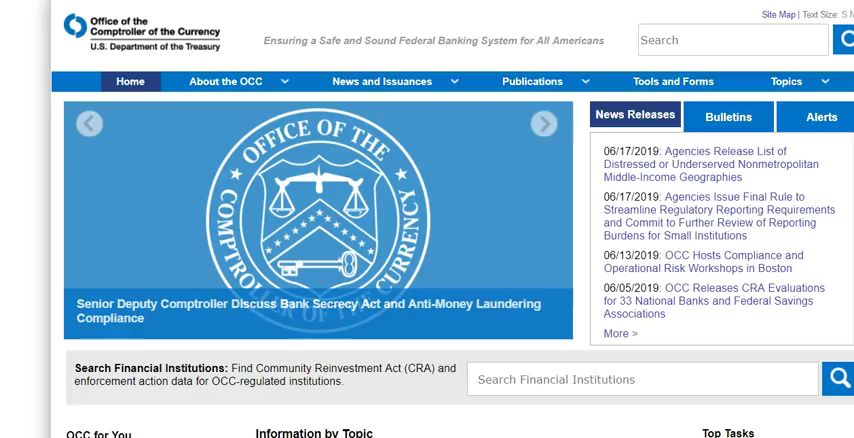 Office of the
Comptroller of the Currency
U.S. Department of the Treasury
Ensuring a Safe and Sound Federal Banking System for All Americans
Site Map | Text Size: S M
Search
Home
About the OCC
News and Issuances
Publications
Tools and Forms
Topics
OFFICE OF THE COMPTROLLER OF THE CURRENCY
Senior Deputy Comptroller Discuss Bank Secrecy Act and Anti-Money Laundering
Compliance
News Releases
Bulletins
Alerts
06/17/2019: Agencies Release List of
Distressed or Underserved Nonmetropolitan
Middle-Income Geographies
06/17/2019: Agencies Issue Final Rule to
Streamline Regulatory Reporting Requirements
and Commit to Further Review of Reporting
Burdens for Small Institutions
06/13/2019: OCC Hosts Compliance and
Operational Risk Workshops in Boston
06/05/2019: OCC Releases CRA Evaluations
for 33 National Banks and Federal Savings
Associations
More >
Search Financial Institutions: Find Community Reinvestment Act (CRA) and
enforcement action data for OCC-regulated institutions.
Search Financial Institutions
OCC for You
Information by Topic
Top Tasks